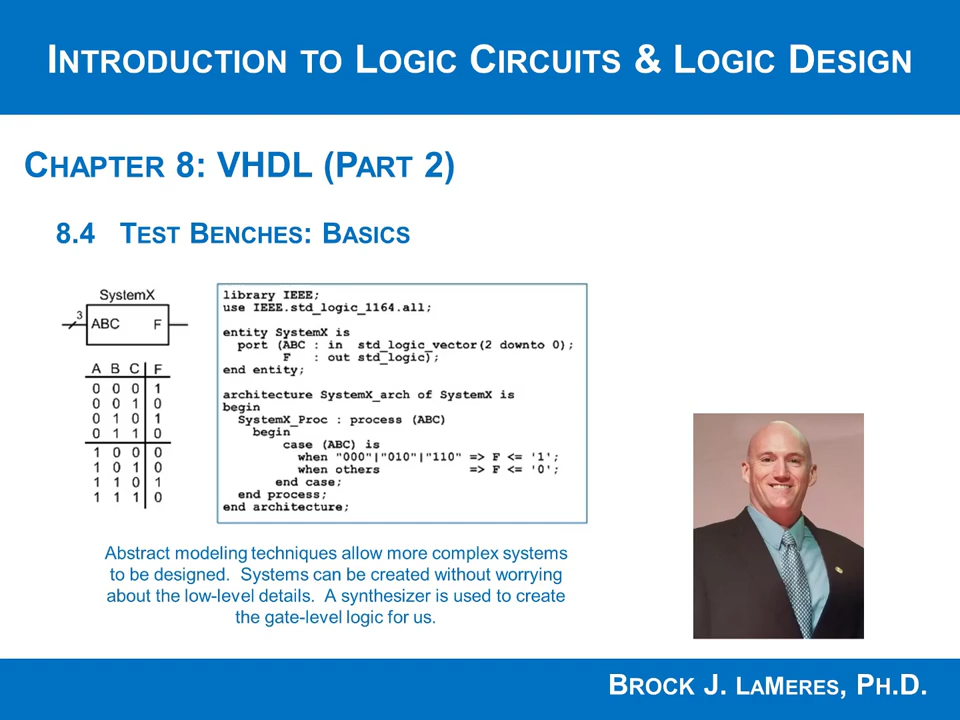 INTRODUCTION TO LOGIC CIRCUITS & LOGIC DESIGN
CHAPTER 8: VHDL (PART 2)
8.4 TEST BENCHES: BASICS
SystemX
3
ABC F
A B C F
0 0 0 1
0 0 1 0
0 1 0 1
0 1 1 0
1 0 0 0
1 0 1 0
1 1 0 1
1 1 1 0
library IEEE;
use IEEE.std_logic_1164.all;
entity SystemX is
port (ABC : in std_logic_vector(2 downto 0);
F : out std_logic);
end entity;
architecture SystemX_arch of SystemX is
begin
SystemX_Proc : process (ABC)
begin
case (ABC) is
when "000"|"010"|"110" => F <= '1';
when others => F <= '0';
end case;
end process;
end architecture;
Abstract modeling techniques allow more complex systems
to be designed. Systems can be created without worrying
about the low-level details. A synthesizer is used to create
the gate-level logic for us.
BROCK J. LAMERES, PH.D.